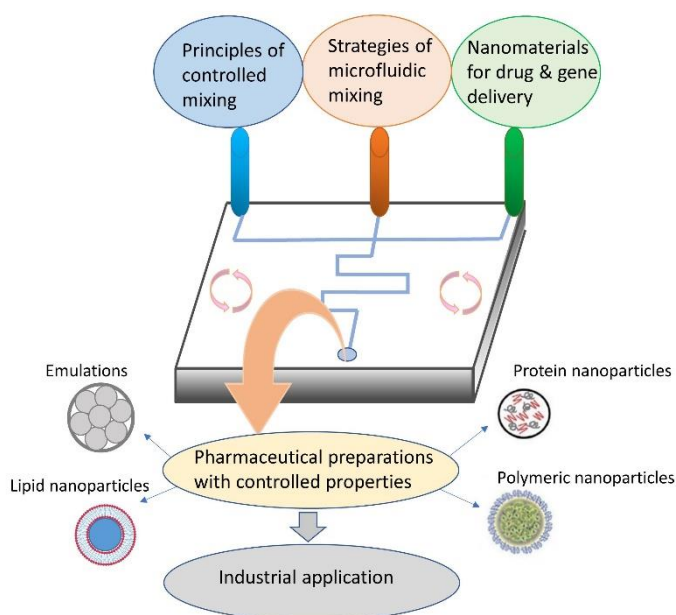 Principles of
controlled
mixing
Strategies of
microfluidic
mixing
Nanomaterials
for drug & gene
delivery
Emulations
Protein nanoparticles
Pharmaceutical preparations
with controlled properties
Lipid nanoparticles
Polymeric nanoparticles
Industrial application